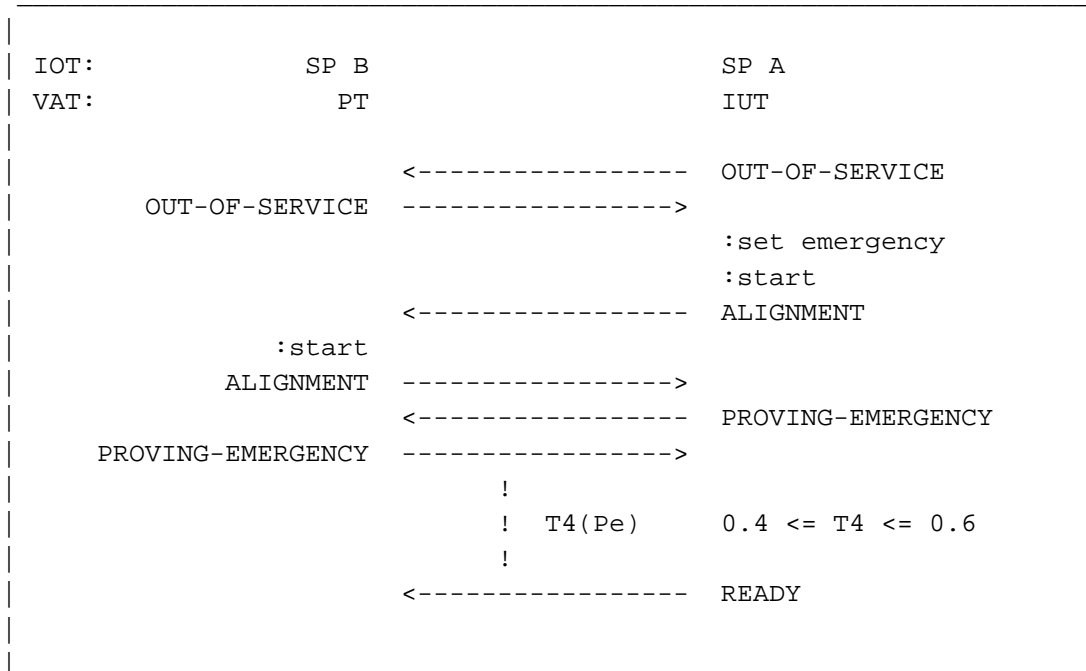 IOT: SP B SP A
VAT: PT IUT
<----------------- OUT-OF-SERVICE
OUT-OF-SERVICE ----------------->
:set emergency
:start
<----------------- ALIGNMENT
:start
ALIGNMENT ----------------->
<----------------- PROVING-EMERGENCY
PROVING-EMERGENCY ----------------->
!
! T4(Pe) 0.4 <= T4 <= 0.6
!
<----------------- READY